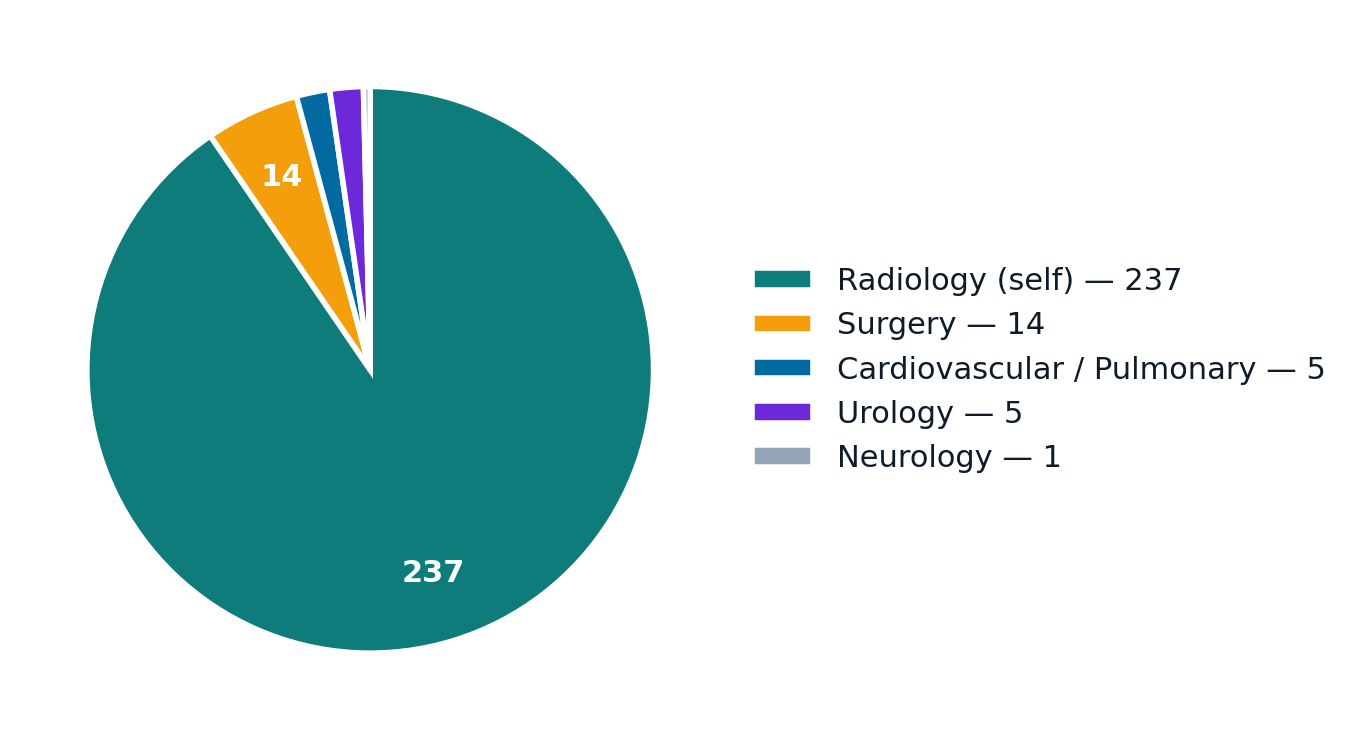 14
237
Radiology (self) — 237
Surgery — 14
Cardiovascular / Pulmonary — 5
Urology — 5
Neurology — 1